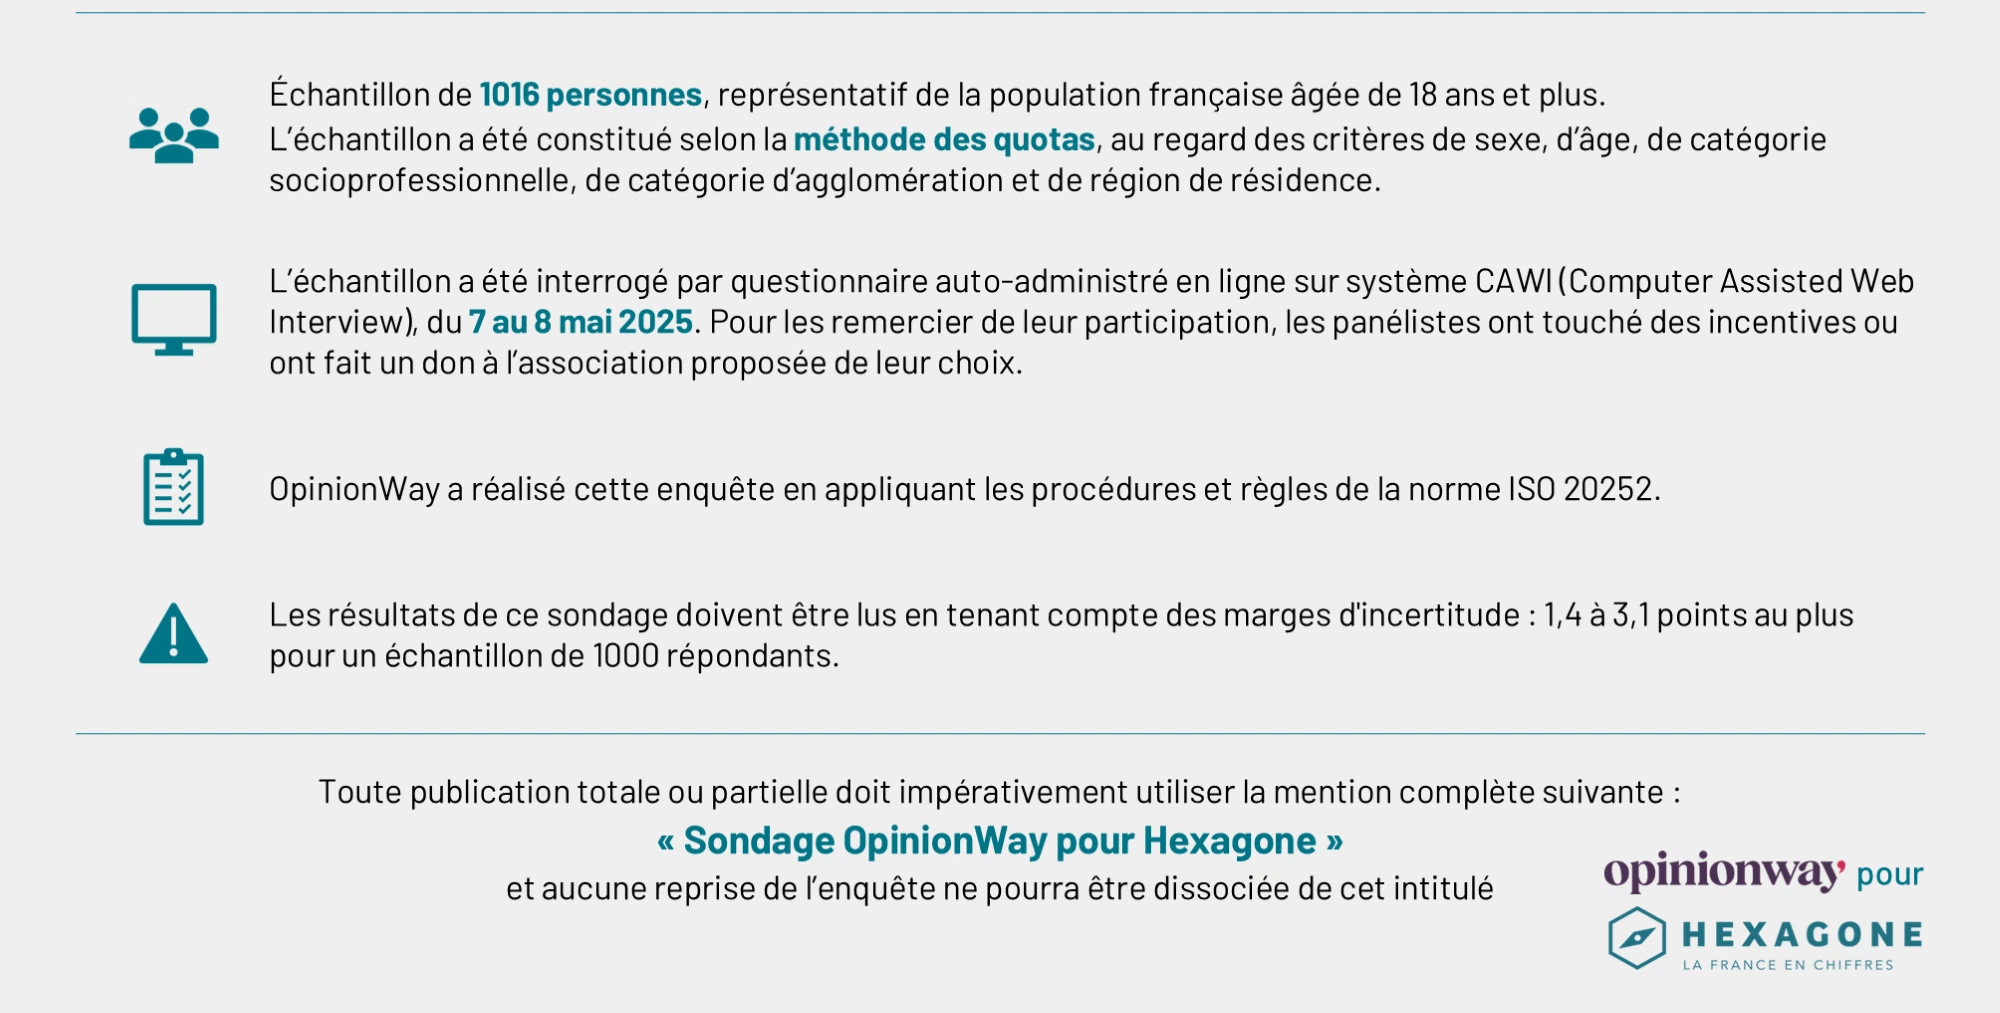 Échantillon de 1016 personnes, représentatif de la population française âgée de 18 ans et plus.
L’échantillon a été constitué selon la méthode des quotas, au regard des critères de sexe, d’âge, de catégorie
socioprofessionnelle, de catégorie d’agglomération et de région de résidence.
L’échantillon a été interrogé par questionnaire auto-administré en ligne sur système CAWI (Computer Assisted Web
Interview), du 7 au 8 mai 2025. Pour les remercier de leur participation, les panélistes ont touché des incentives ou
ont fait un don à l’association proposée de leur choix.
OpinionWay a réalisé cette enquête en appliquant les procédures et règles de la norme ISO 20252.
Les résultats de ce sondage doivent être lus en tenant compte des marges d'incertitude : 1,4 à 3,1 points au plus
pour un échantillon de 1000 répondants.
Toute publication totale ou partielle doit impérativement utiliser la mention complète suivante :
« Sondage OpinionWay pour Hexagone »
et aucune reprise de l’enquête ne pourra être dissociée de cet intitulé
opinionway pour
HEXAGONE
LA FRANCE EN CHIFFRES